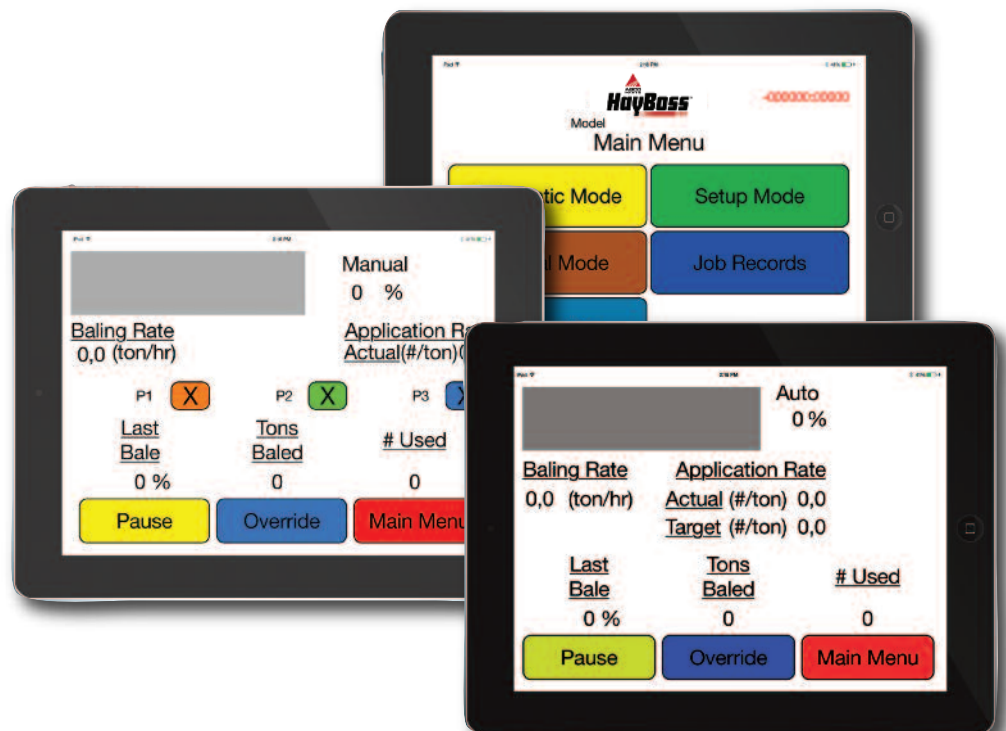 HayBoss
-000000:00000
Model
Main Menu
tic Mode
Setup Mode
l Mode
Job Records
Manual
0 %
Baling Rate
0,0 (ton/hr)
Application Ra
Actual(#/ton)
P1 X
P2 X
P3 X
Last
Bale
0 %
Tons
Baled
0
# Used
0
Pause
Override
Main Menu
Auto
0 %
Baling Rate
0,0 (ton/hr)
Application Rate
Actual (#/ton) 0,0
Target (#/ton) 0,0
Last
Bale
0 %
Tons
Baled
0
# Used
0
Pause
Override
Main Menu